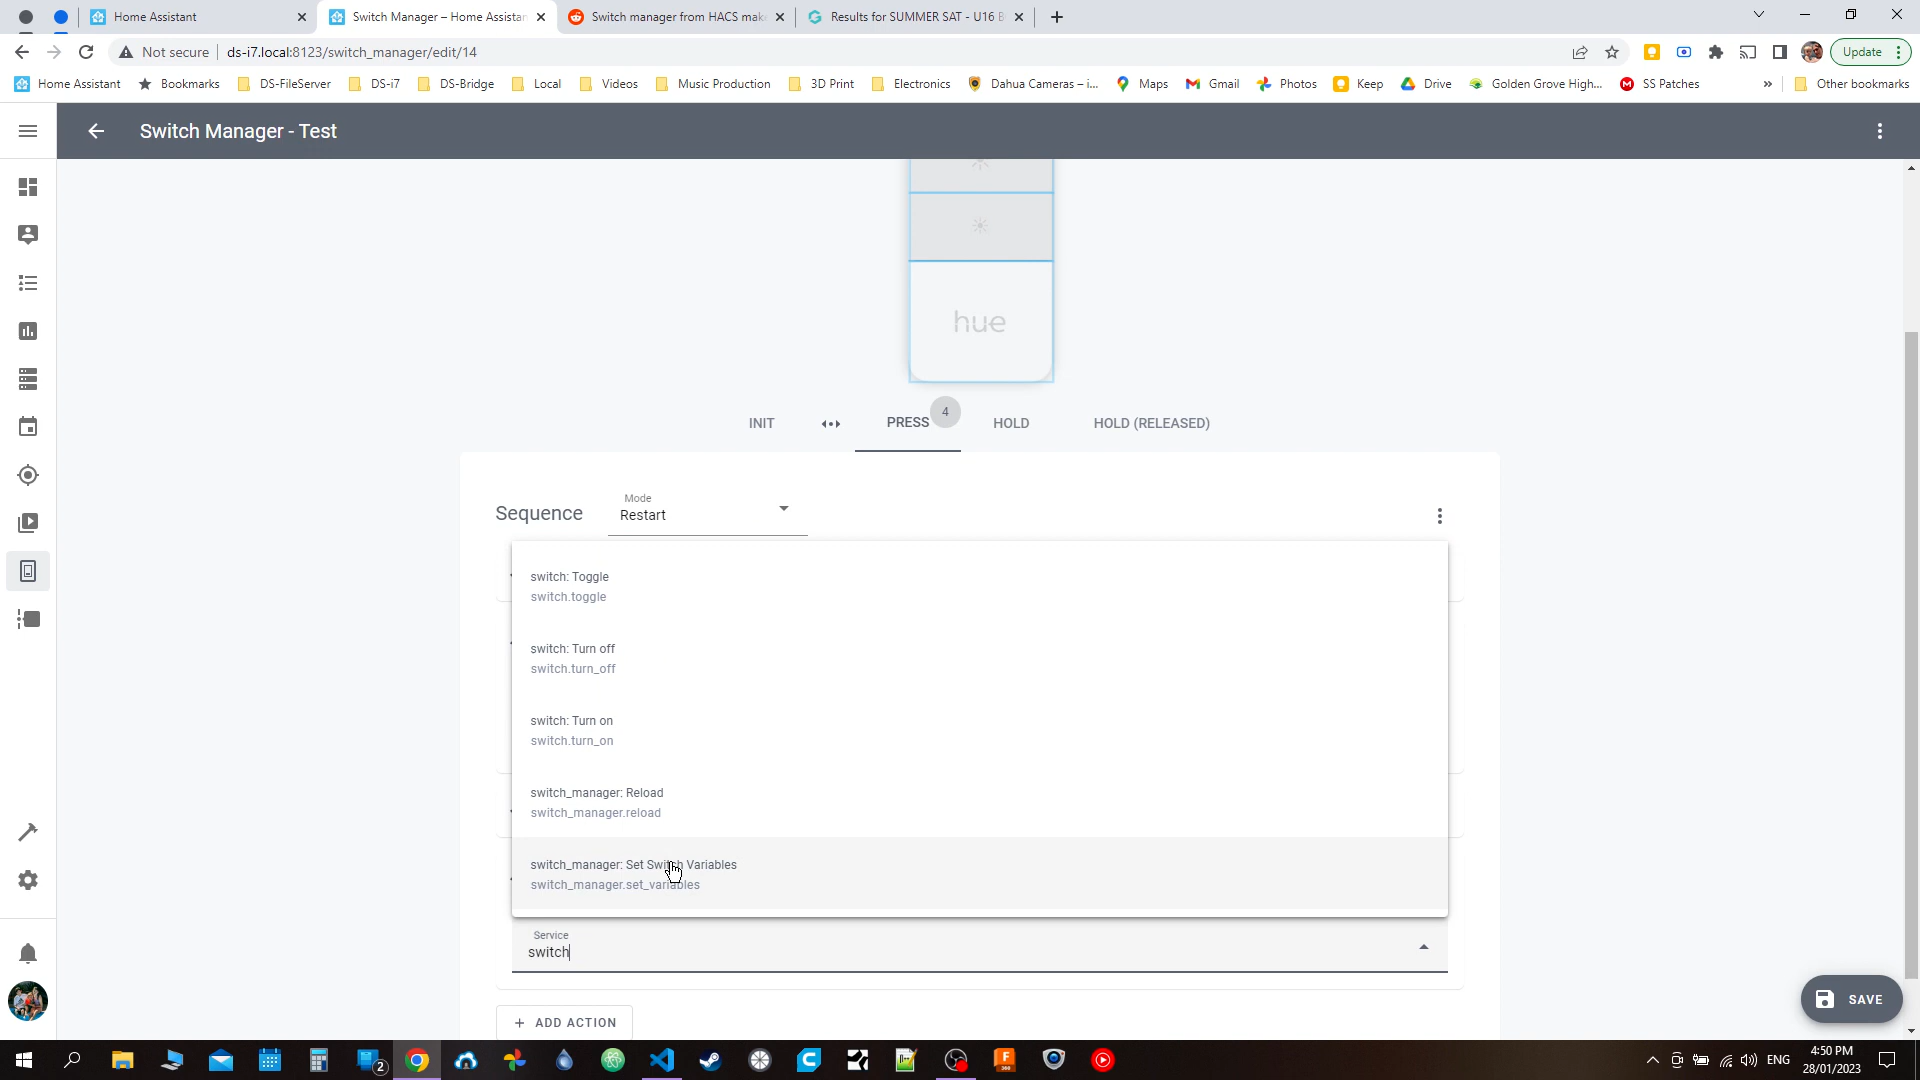 Home Assistant
Switch Manager – Home Assistan
Switch manager from HACS mak
Results for SUMMER SAT - U16 B
Not secure
ds-i7.local:8123/switch_manager/edit/14
Update
Home Assistant
Bookmarks
DS-FileServer
DS-i7
DS-Bridge
Local
Videos
Music Production
3D Print
Electronics
Dahua Cameras – i...
Maps
Gmail
Photos
Keep
Drive
Golden Grove High...
SS Patches
»
Other bookmarks
Switch Manager - Test
hue
INIT
PRESS
4
HOLD
HOLD (RELEASED)
Sequence
Mode
Restart
switch: Toggle
switch.toggle
switch: Turn off
switch.turn_off
switch: Turn on
switch.turn_on
switch_manager: Reload
switch_manager.reload
switch_manager: Set Switch Variables
switch_manager.set_variables
Service
switch
SAVE
+ ADD ACTION
2
ENG
4:50 PM
28/01/2023